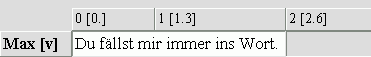 0 [0.] 1 [1.3] 2 [2.6]
Max [v] Du fällst mir immer ins Wort.